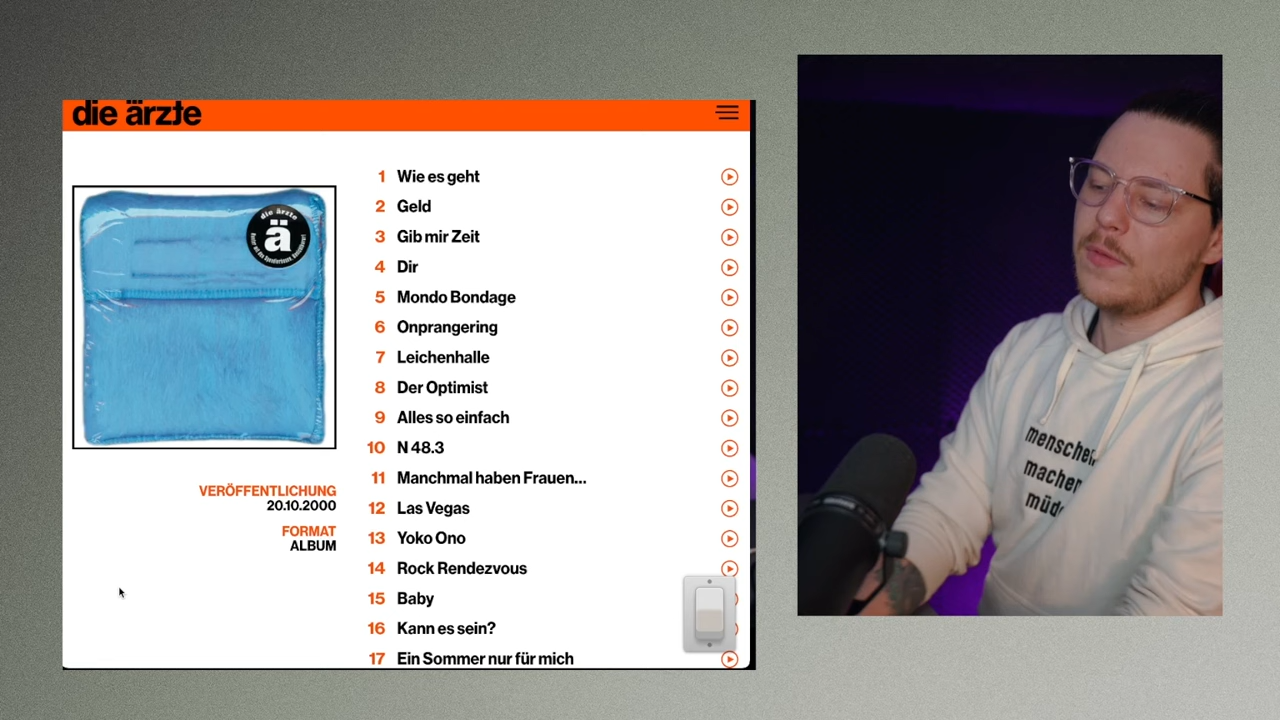 die ärzte
die ärzte
ä
1 Wie es geht
2 Geld
3 Gib mir Zeit
4 Dir
5 Mondo Bondage
6 Onprangering
7 Leichenhalle
8 Der Optimist
9 Alles so einfach
10 N 48.3
11 Manchmal haben Frauen...
12 Las Vegas
13 Yoko Ono
14 Rock Rendezvous
15 Baby
16 Kann es sein?
17 Ein Sommer nur für mich
VERÖFFENTLICHUNG
20.10.2000
FORMAT
ALBUM
menschen
machen
müde